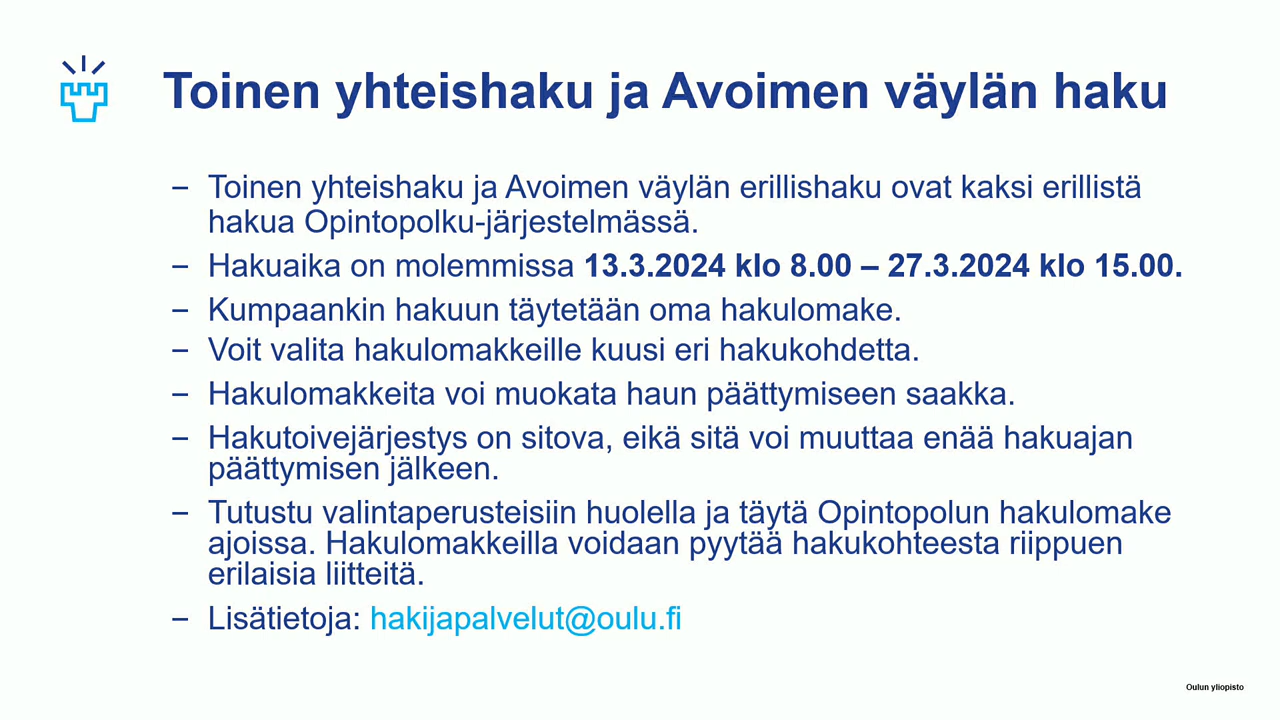 Toinen yhteishaku ja Avoimen väylän haku
– Toinen yhteishaku ja Avoimen väylän erillishaku ovat kaksi erillistä
hakua Opintopolku-järjestelmässä.
– Hakuaika on molemmissa 13.3.2024 klo 8.00 – 27.3.2024 klo 15.00.
– Kumpaankin hakuun täytetään oma hakulomake.
– Voit valita hakulomakkeille kuusi eri hakukohdetta.
– Hakulomakkeita voi muokata haun päättymiseen saakka.
– Hakutoivejärjestys on sitova, eikä sitä voi muuttaa enää hakuajan
päättymisen jälkeen.
– Tutustu valintaperusteisiin huolella ja täytä Opintopolun hakulomake
ajoissa. Hakulomakkeilla voidaan pyytää hakukohteesta riippuen
erilaisia liitteitä.
– Lisätietoja: hakijapalvelut@oulu.fi
Oulun yliopisto